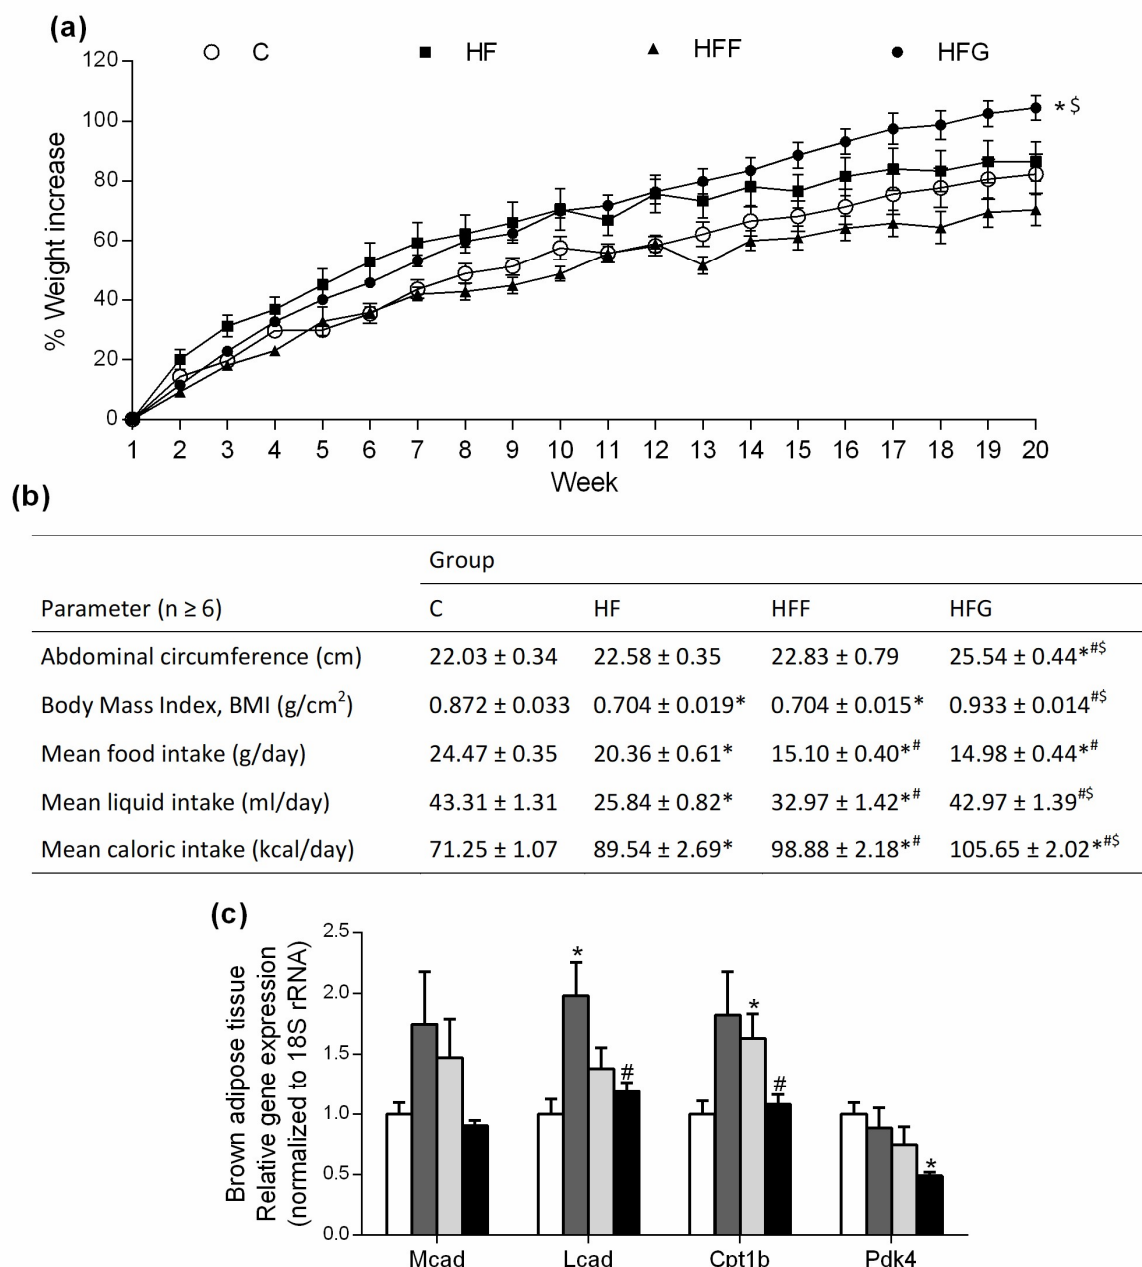 (a)
C HF HFF HFG
120
100
80
60
40
20
0
* $
% Weight increase
1 2 3 4 5 6 7 8 9 10 11 12 13 14 15 16 17 18 19 20
Week
(b)
Group
Parameter (n ≥ 6) C HF HFF HFG
Abdominal circumference (cm) 22.03 ± 0.34 22.58 ± 0.35 22.83 ± 0.79 25.54 ± 0.44*#$
Body Mass Index, BMI (g/cm²) 0.872 ± 0.033 0.704 ± 0.019* 0.704 ± 0.015* 0.933 ± 0.014#$
Mean food intake (g/day) 24.47 ± 0.35 20.36 ± 0.61* 15.10 ± 0.40*# 14.98 ± 0.44*#
Mean liquid intake (ml/day) 43.31 ± 1.31 25.84 ± 0.82* 32.97 ± 1.42*# 42.97 ± 1.39#$
Mean caloric intake (kcal/day) 71.25 ± 1.07 89.54 ± 2.69* 98.88 ± 2.18*# 105.65 ± 2.02*#$
(c)
Brown adipose tissue
Relative gene expression
(normalized to 18S rRNA)
2.5
2.0
1.5
1.0
0.5
0.0
* # * # *
Mcad Lcad Cpt1b Pdk4